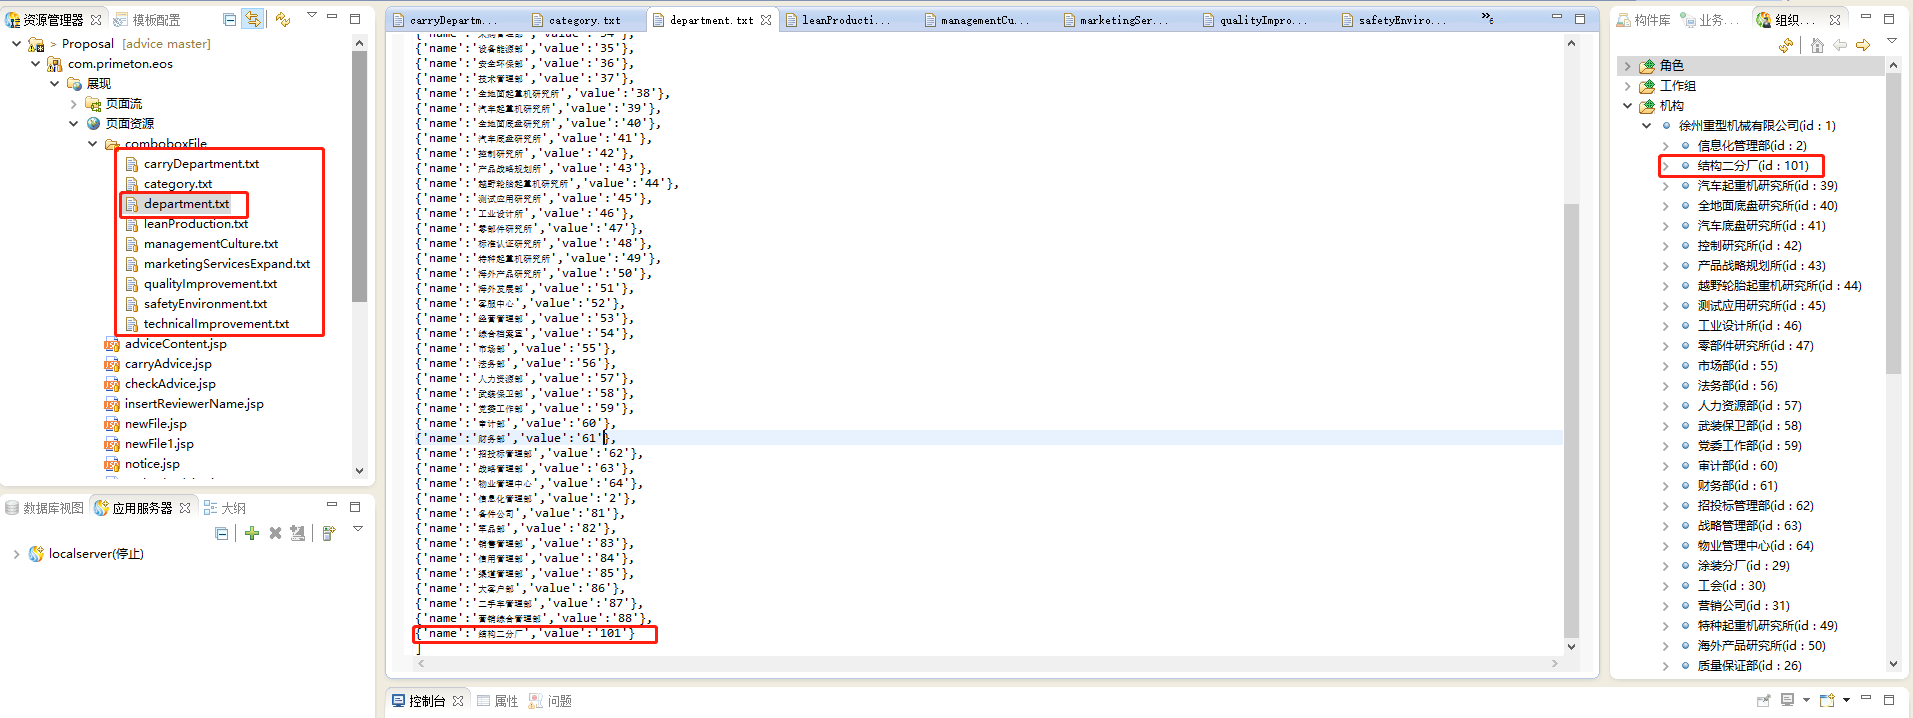 资源管理器
模板配置
> Proposal [advice master]
com.primeton.eos
展现
页面流
页面资源
comboboxFile
carryDepartment.txt
category.txt
department.txt
leanProduction.txt
managementCulture.txt
marketingServicesExpand.txt
qualityImprovement.txt
safetyEnvironment.txt
technicalImprovement.txt
adviceContent.jsp
carryAdvice.jsp
checkAdvice.jsp
insertReviewerName.jsp
newFile.jsp
newFile1.jsp
notice.jsp
数据库视图
应用服务器
大纲
localserver(停止)
carryDepartm...
category.txt
department.txt
leanProducti...
managementCu...
marketingSer...
qualityImpro...
safetyEnviro...
{'name':'采购管理部','value':'34'},
{'name':'设备能源部','value':'35'},
{'name':'安全环保部','value':'36'},
{'name':'技术管理部','value':'37'},
{'name':'全地面起重机研究所','value':'38'},
{'name':'汽车起重机研究所','value':'39'},
{'name':'全地面底盘研究所','value':'40'},
{'name':'汽车底盘研究所','value':'41'},
{'name':'控制研究所','value':'42'},
{'name':'产品战略规划所','value':'43'},
{'name':'越野轮胎起重机研究所','value':'44'},
{'name':'测试应用研究所','value':'45'},
{'name':'工业设计所','value':'46'},
{'name':'零部件研究所','value':'47'},
{'name':'标准认证研究所','value':'48'},
{'name':'特种起重机研究所','value':'49'},
{'name':'海外产品研究所','value':'50'},
{'name':'海外发展部','value':'51'},
{'name':'客服中心','value':'52'},
{'name':'经营管理部','value':'53'},
{'name':'综合档案室','value':'54'},
{'name':'市场部','value':'55'},
{'name':'法务部','value':'56'},
{'name':'人力资源部','value':'57'},
{'name':'武装保卫部','value':'58'},
{'name':'党委工作部','value':'59'},
{'name':'审计部','value':'60'},
{'name':'财务部','value':'61'},
{'name':'招投标管理部','value':'62'},
{'name':'战略管理部','value':'63'},
{'name':'物业管理中心','value':'64'},
{'name':'信息化管理部','value':'2'},
{'name':'备件公司','value':'81'},
{'name':'军品部','value':'82'},
{'name':'销售管理部','value':'83'},
{'name':'信用管理部','value':'84'},
{'name':'渠道管理部','value':'85'},
{'name':'大客户部','value':'86'},
{'name':'二手车管理部','value':'87'},
{'name':'营销综合管理部','value':'88'},
{'name':'结构二分厂','value':'101'}
]
控制台
属性
问题
构件库
业务...
组织...
角色
工作组
机构
徐州重型机械有限公司(id : 1)
信息化管理部(id : 2)
结构二分厂(id : 101)
汽车起重机研究所(id : 39)
全地面底盘研究所(id : 40)
汽车底盘研究所(id : 41)
控制研究所(id : 42)
产品战略规划所(id : 43)
越野轮胎起重机研究所(id : 44)
测试应用研究所(id : 45)
工业设计所(id : 46)
零部件研究所(id : 47)
市场部(id : 55)
法务部(id : 56)
人力资源部(id : 57)
武装保卫部(id : 58)
党委工作部(id : 59)
审计部(id : 60)
财务部(id : 61)
招投标管理部(id : 62)
战略管理部(id : 63)
物业管理中心(id : 64)
涂装分厂(id : 29)
工会(id : 30)
营销公司(id : 31)
特种起重机研究所(id : 49)
海外产品研究所(id : 50)
质量保证部(id : 26)